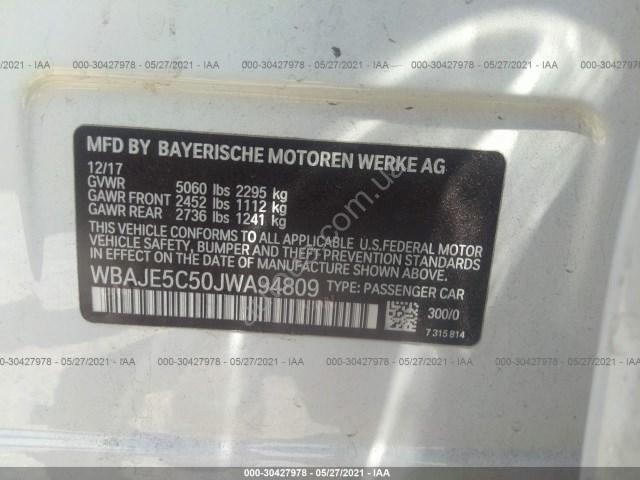 000-30427978 - 05/27/2021 - IAA
MFD BY BAYERISCHE MOTOREN WERKE AG
12/17
GVWR 5060 lbs 2295 kg
GAWR FRONT 2452 lbs 1112 kg
GAWR REAR 2736 lbs 1241 kg
THIS VEHICLE CONFORMS TO ALL APPLICABLE U.S.FEDERAL MOTOR
VEHICLE SAFETY, BUMPER AND THEFT PREVENTION STANDARDS
IN EFFECT ON THE DATE OF MANUFACTURE SHOWN ABOVE.
WBAJE5C50JWA94809 TYPE: PASSENGER CAR
300/0
7 315 814
000-30427978 - 05/27/2021 - IAA
000-30427978 - 05/27/2021 - IAA